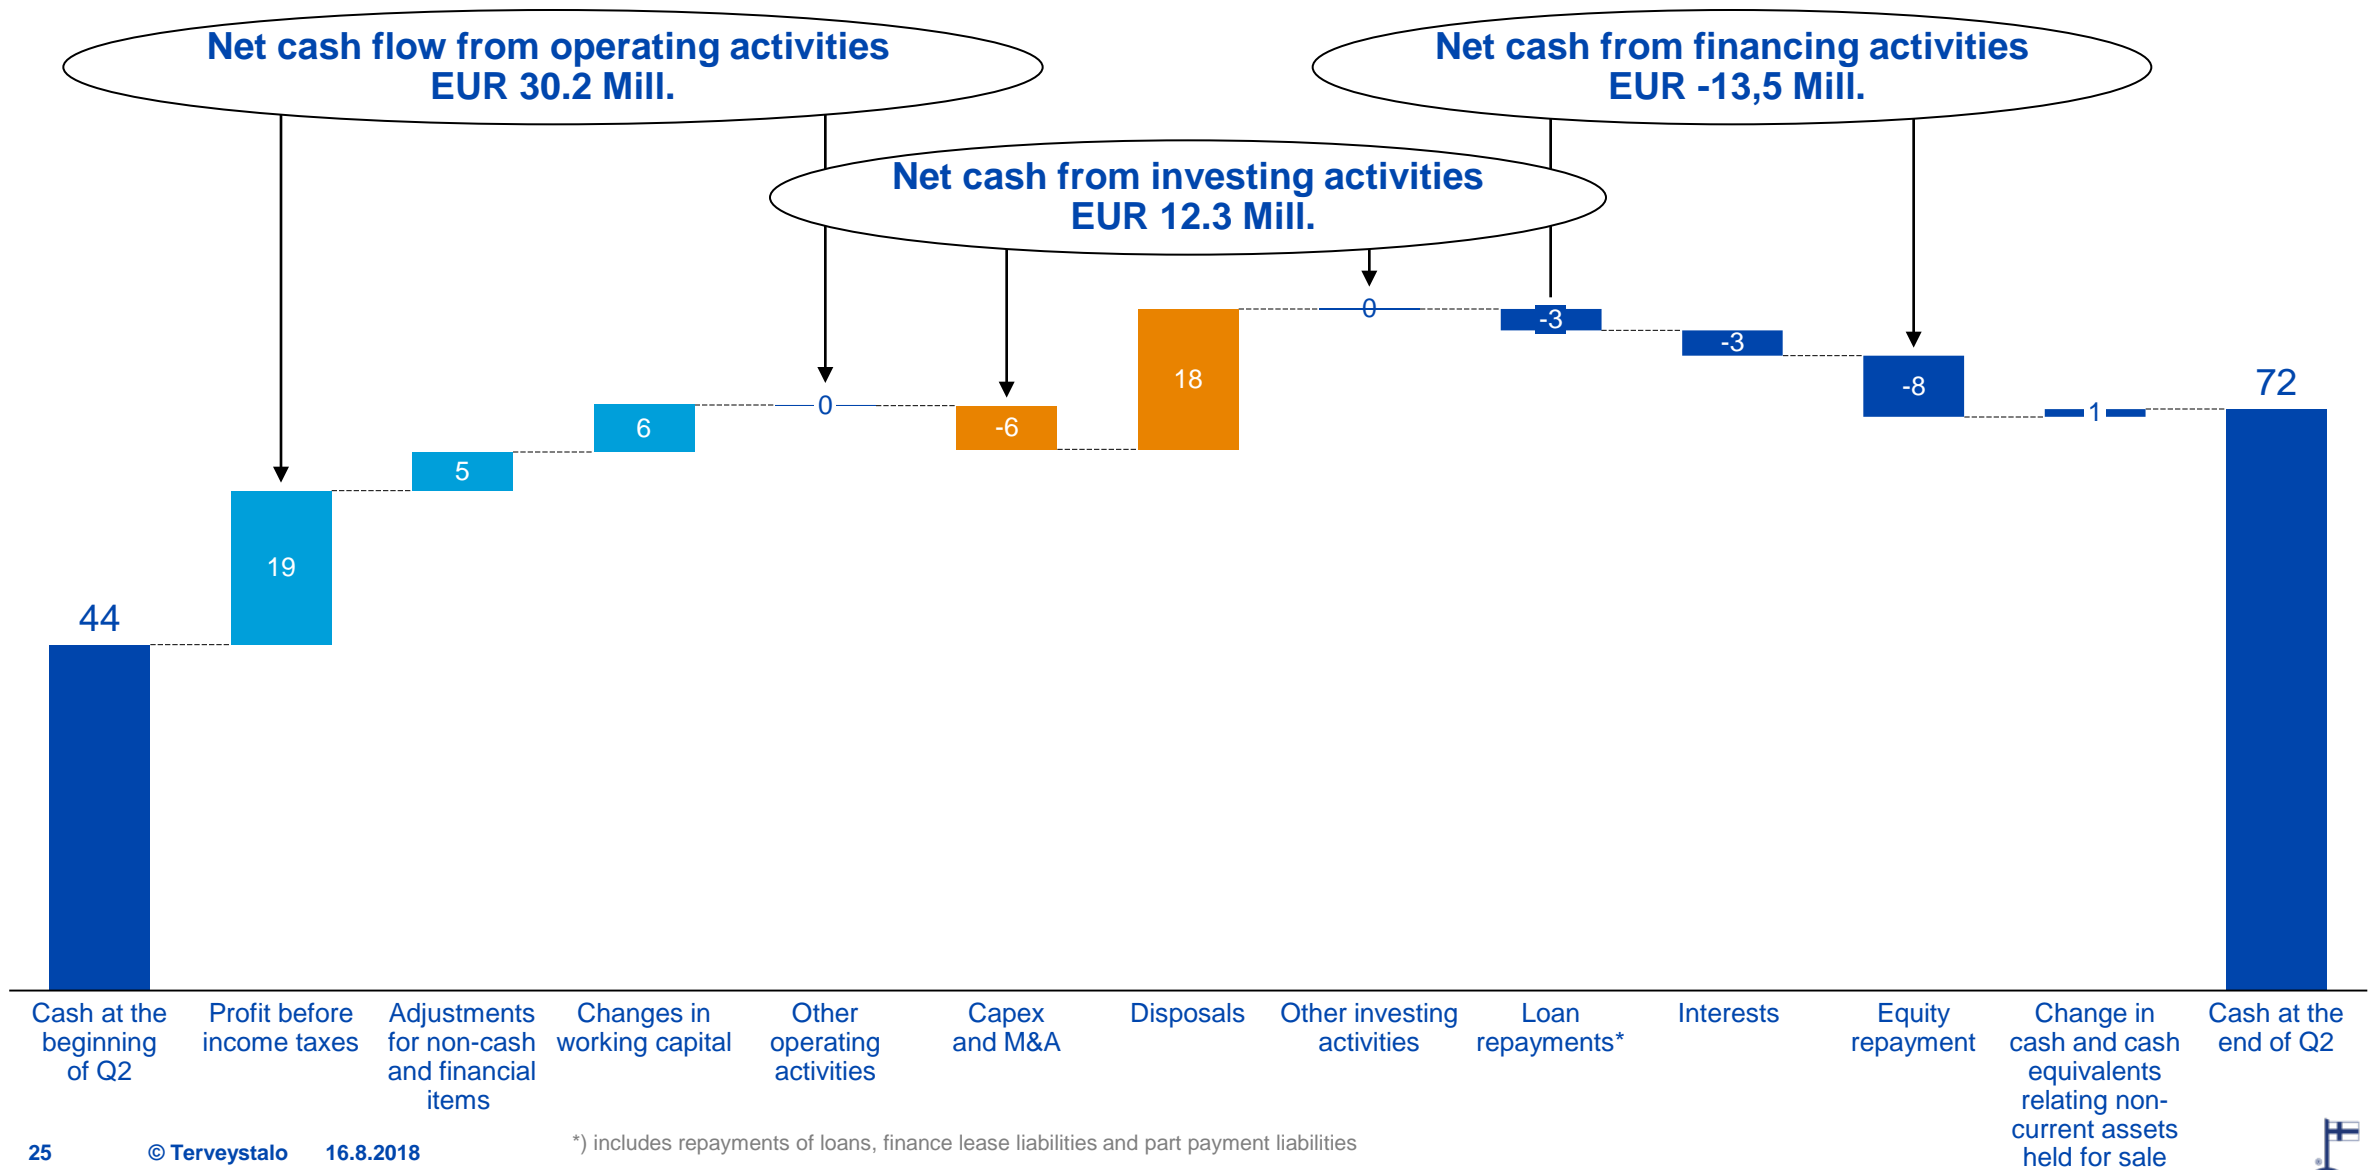 Net cash flow from operating activities
EUR 30.2 Mill.
Net cash from financing activities
EUR -13,5 Mill.
Net cash from investing activities
EUR 12.3 Mill.
44
19
5
6
0
-6
18
0
-3
-3
-8
1
72
Cash at the
beginning
of Q2
Profit before
income taxes
Adjustments
for non-cash
and financial
items
Changes in
working capital
Other
operating
activities
Capex
and M&A
Disposals
Other investing
activities
Loan
repayments*
Interests
Equity
repayment
Change in
cash and cash
equivalents
relating non-
current assets
held for sale
Cash at the
end of Q2
*) includes repayments of loans, finance lease liabilities and part payment liabilities
25 © Terveystalo 16.8.2018